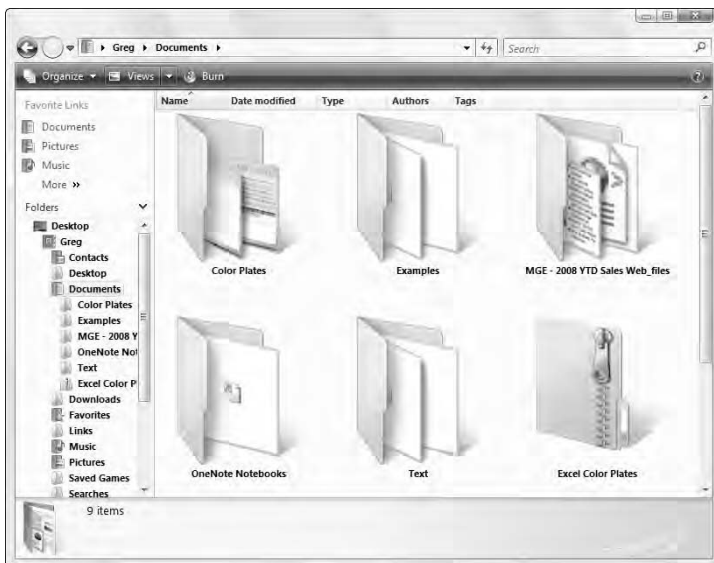 Greg Documents
Search
Organize Views Burn
Favorite Links
Documents
Pictures
Music
More »
Folders
Desktop
Greg
Contacts
Desktop
Documents
Color Plates
Examples
MGE - 2008 Y
OneNote Not
Text
Excel Color P
Downloads
Favorites
Links
Music
Pictures
Saved Games
Searches
Name Date modified Type Authors Tags
Color Plates Examples MGE - 2008 YTD Sales Web_files
OneNote Notebooks Text Excel Color Plates
9 items